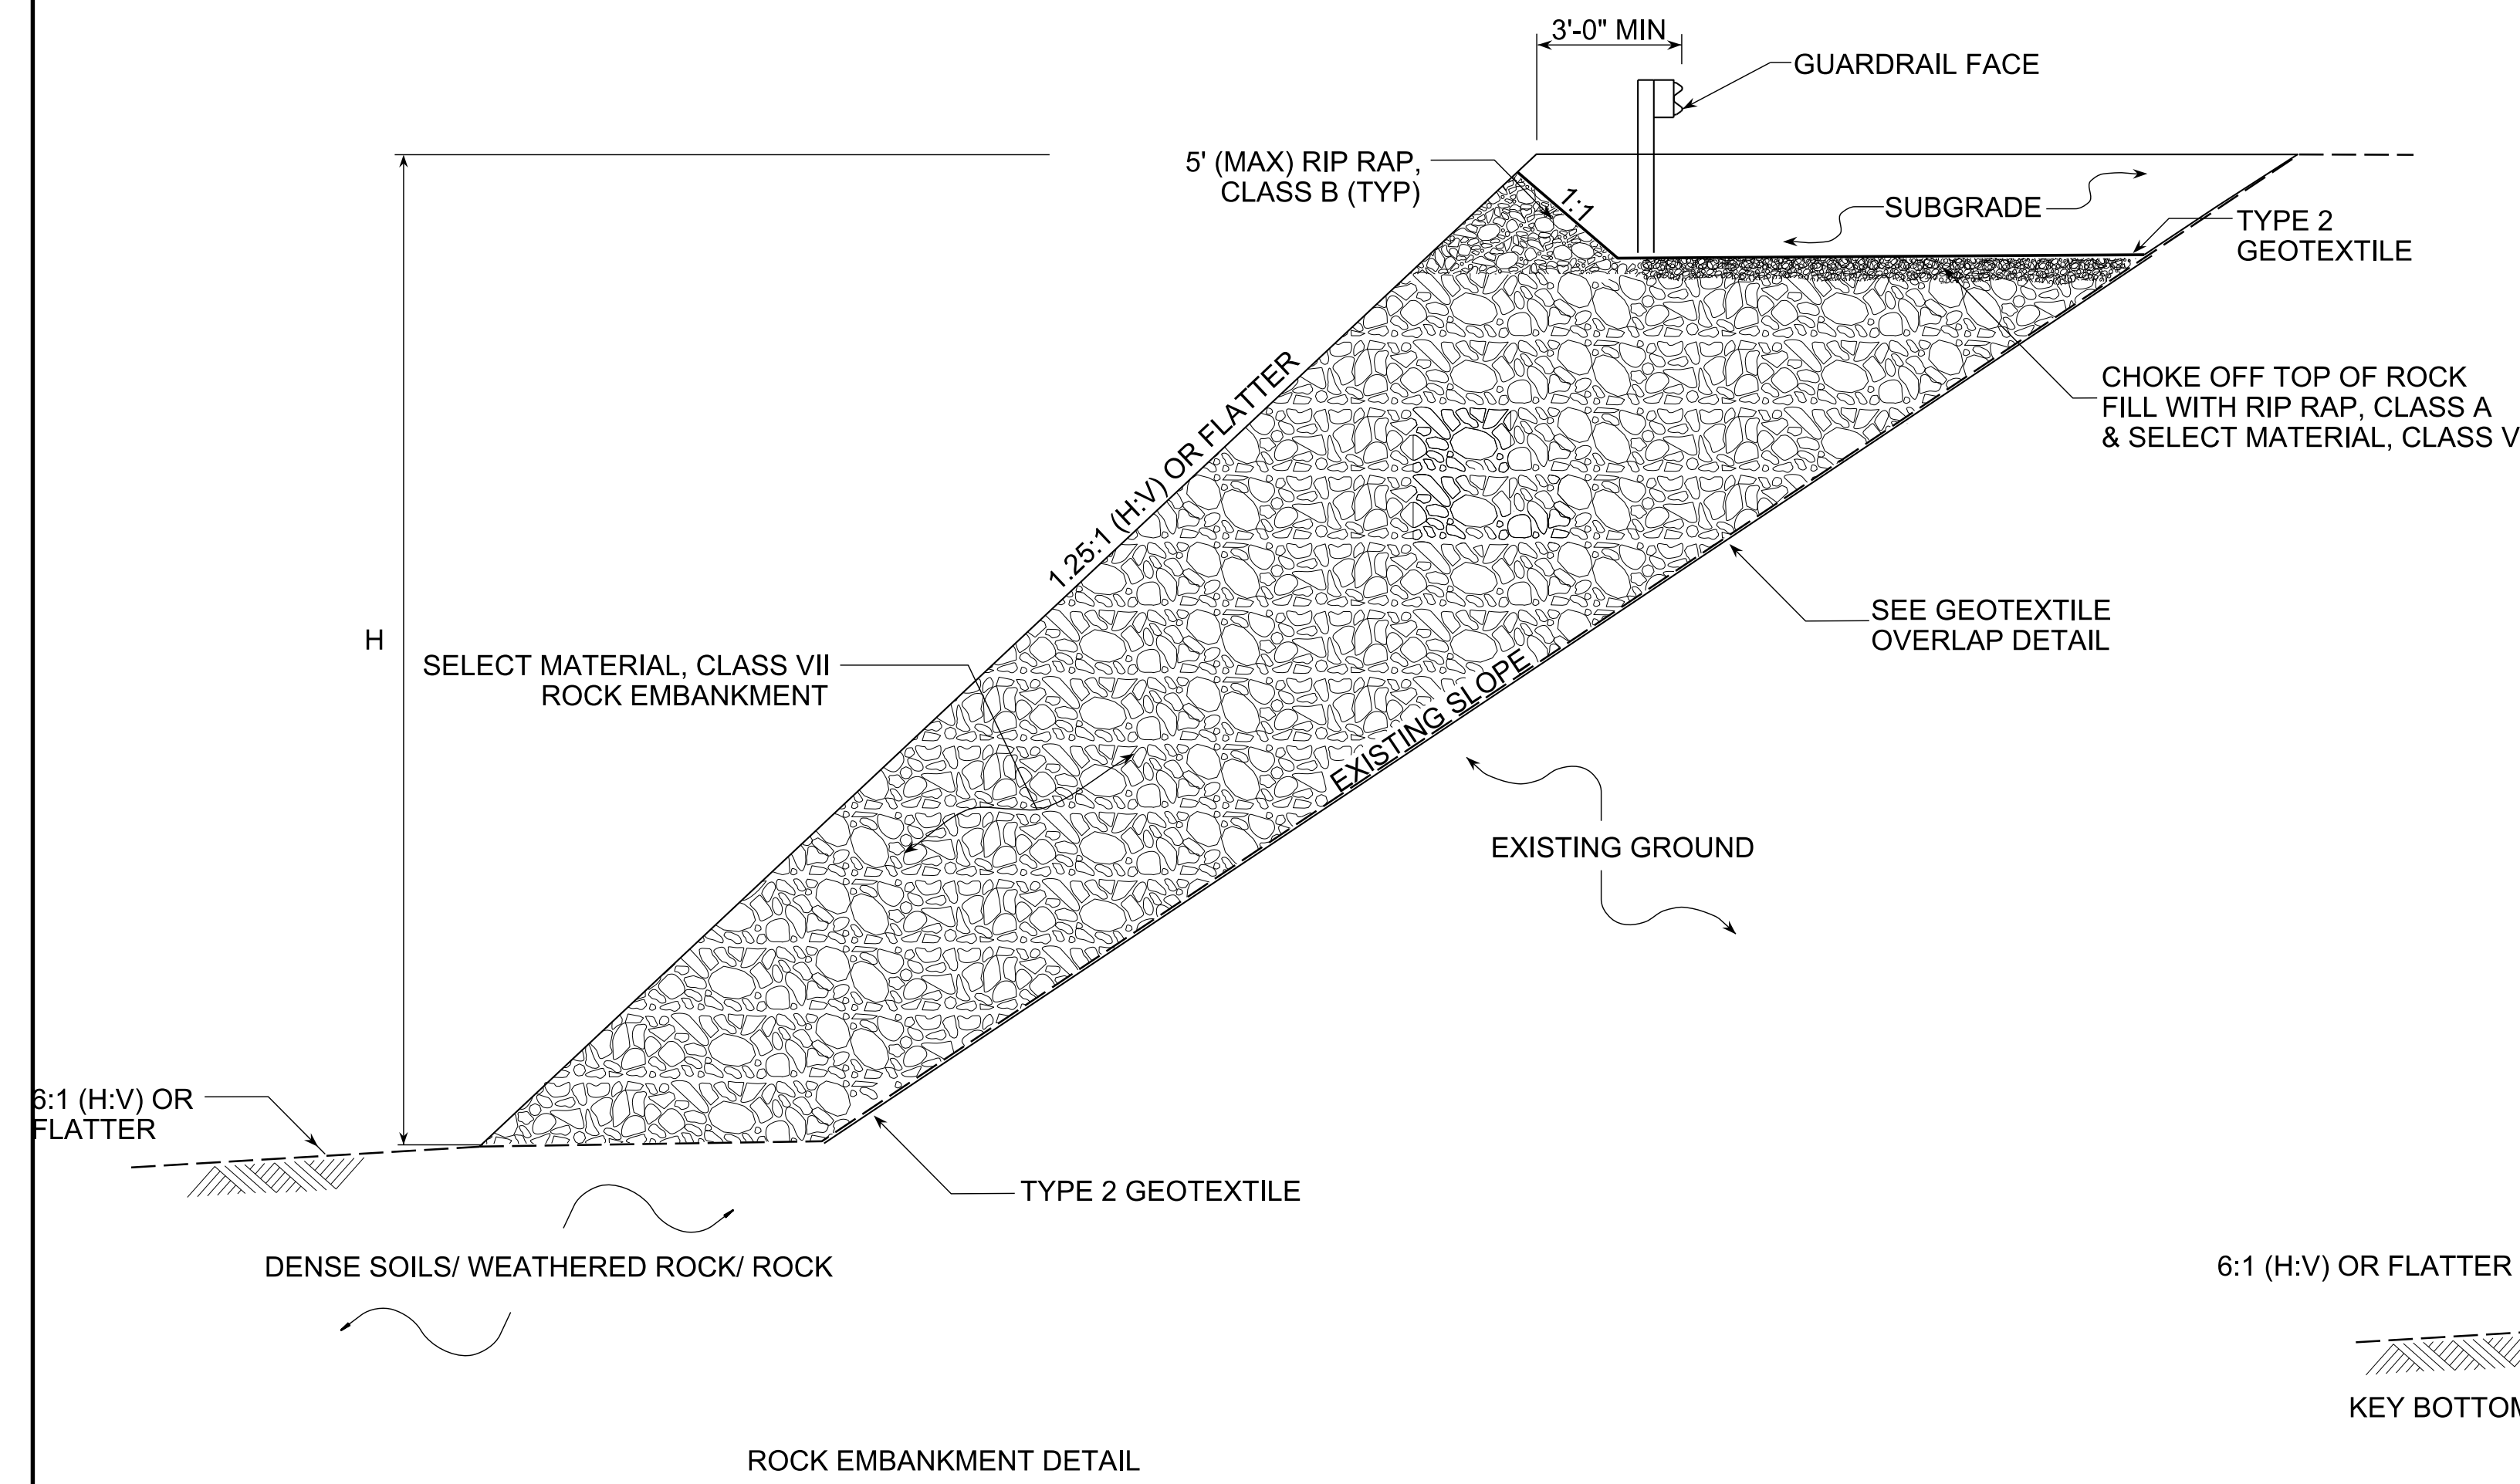 3'-0" MIN
GUARDRAIL FACE
5' (MAX) RIP RAP,
CLASS B (TYP)
1:1
SUBGRADE
TYPE 2
GEOTEXTILE
CHOKE OFF TOP OF ROCK
FILL WITH RIP RAP, CLASS A
& SELECT MATERIAL, CLASS V
1.25:1 (H:V) OR FLATTER
SEE GEOTEXTILE
OVERLAP DETAIL
H
SELECT MATERIAL, CLASS VII
ROCK EMBANKMENT
EXISTING SLOPE
EXISTING GROUND
6:1 (H:V) OR
FLATTER
TYPE 2 GEOTEXTILE
DENSE SOILS/ WEATHERED ROCK/ ROCK
6:1 (H:V) OR FLATTER
KEY BOTTOM
ROCK EMBANKMENT DETAIL